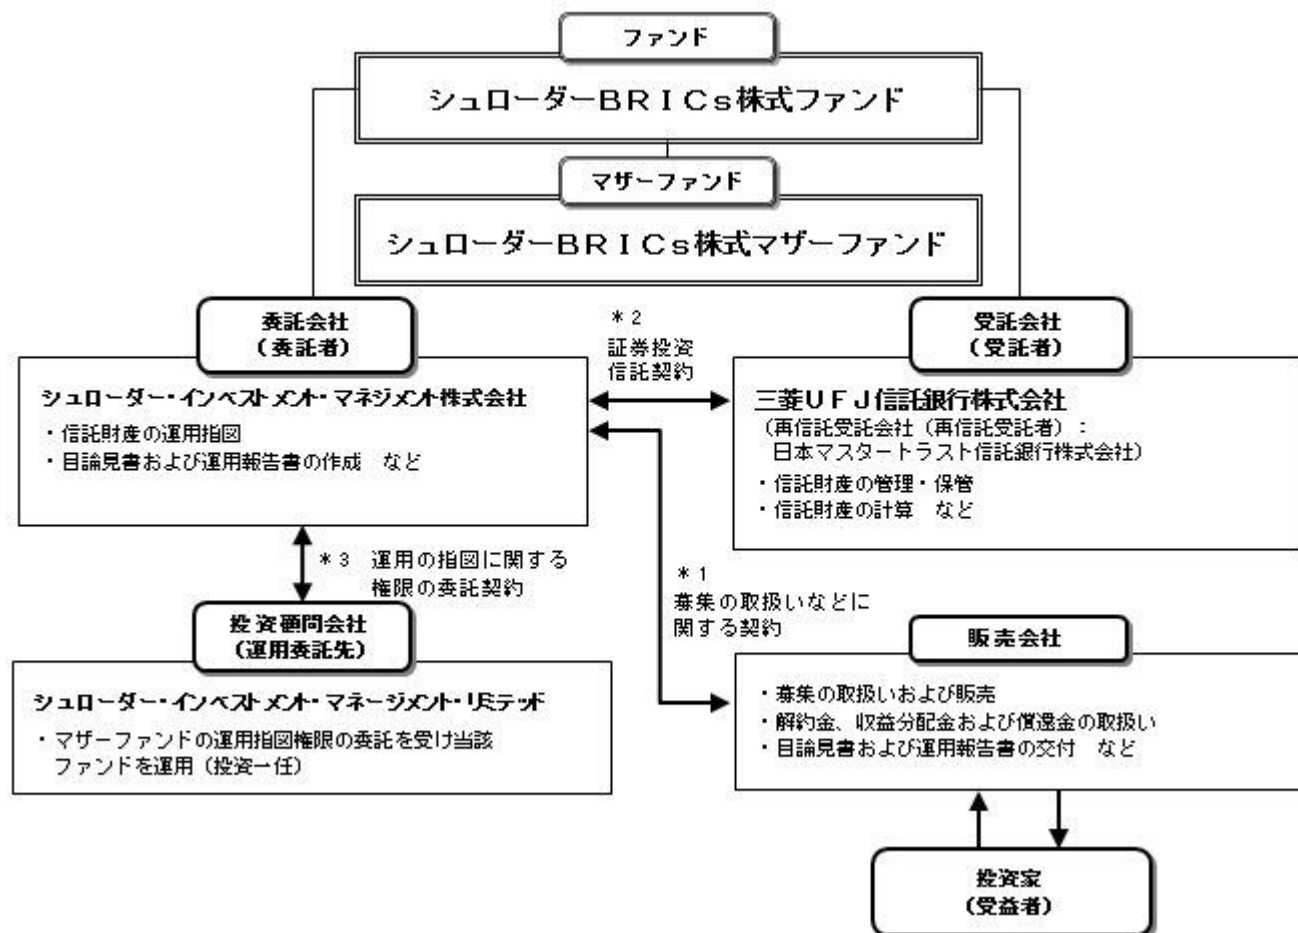 ファンド
シュローダーBRICs株式ファンド
マザーファンド
シュローダーBRICs株式マザーファンド
委託会社
(委託者)
シュローダー・インベストメント・マネジメント株式会社
・信託財産の運用指図
・目論見書および運用報告書の作成 など
*2
証券投資
信託契約
受託会社
(受託者)
三菱UFJ信託銀行株式会社
(再信託受託会社(再信託受託者):
日本マスタートラスト信託銀行株式会社)
・信託財産の管理・保管
・信託財産の計算 など
*3 運用の指図に関する
権限の委託契約
*1
募集の取扱いなどに
関する契約
投資顧問会社
(運用委託先)
シュローダー・インベストメント・マネージメント・リミテッド
・マザーファンドの運用指図権限の委託を受け当該
ファンドを運用(投資一任)
販売会社
・募集の取扱いおよび販売
・解約金、収益分配金および償還金の取扱い
・目論見書および運用報告書の交付 など
投資家
(受益者)